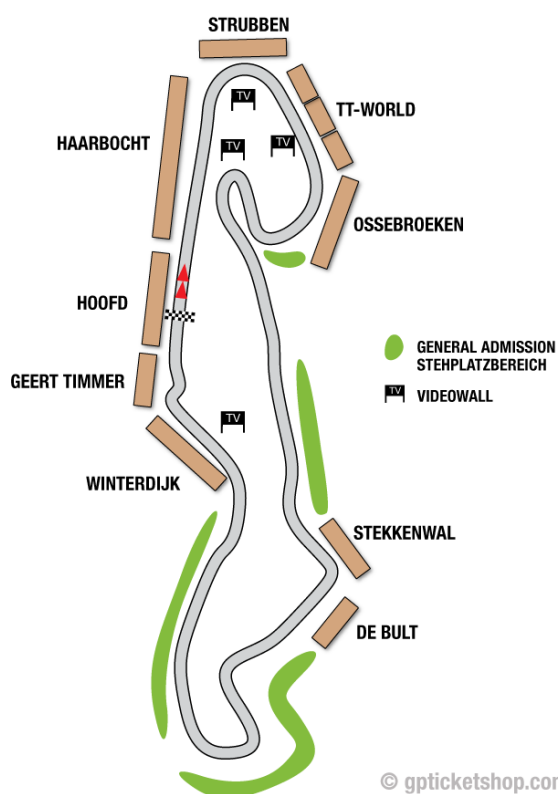 STRUBBEN
TV
TT-WORLD
HAARBOCHT
TV
TV
OSSEBROEKEN
HOOFD
GENERAL ADMISSION
STEHPLATZBEREICH
GEERT TIMMER
TV
VIDEOWALL
TV
WINTERDIJK
STEKKENWAL
DE BULT
© gpticketshop.com